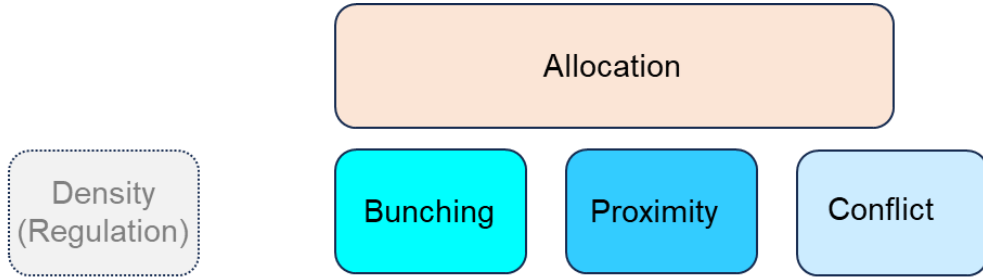 Allocation
Density
(Regulation)
Bunching
Proximity
Conflict